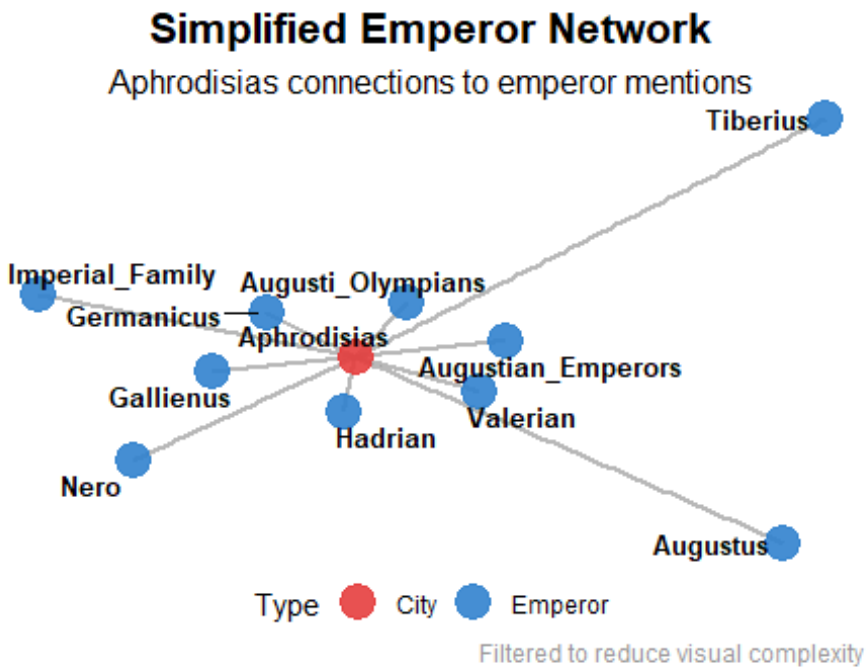 Simplified Emperor Network
Aphrodisias connections to emperor mentions
Tiberius
Imperial_Family
Augusti_Olympians
Germanicus
Aphrodisias
Augustian_Emperors
Gallienus
Valerian
Hadrian
Nero
Augustus
Type City Emperor
Filtered to reduce visual complexity